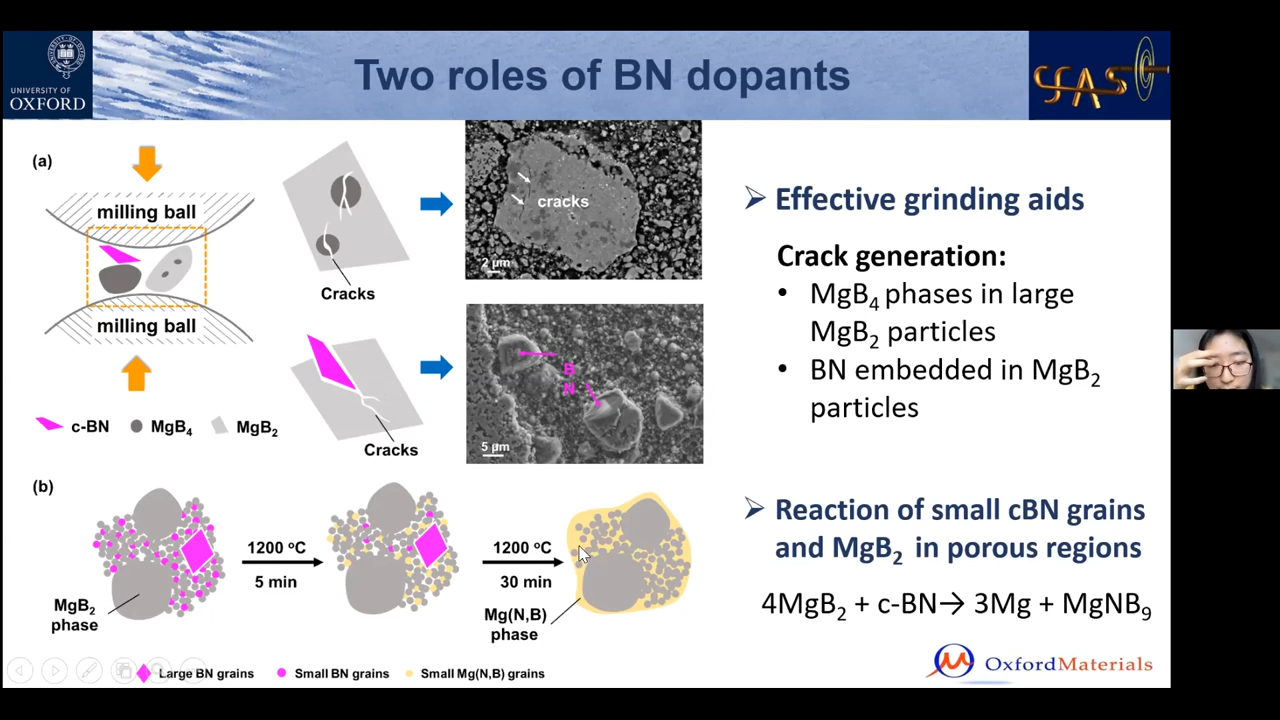 UNIVERSITY OF
OXFORD
Two roles of BN dopants
SFAS
(a)
milling ball
milling ball
c-BN
MgB4
MgB2
Cracks
Cracks
cracks
2 μm
B
N
5 μm
Effective grinding aids
Crack generation:
• MgB4 phases in large
MgB2 particles
• BN embedded in MgB2
particles
(b)
MgB2
phase
1200 °C
5 min
1200 °C
30 min
Mg(N,B)
phase
Large BN grains
Small BN grains
Small Mg(N,B) grains
Reaction of small cBN grains
and MgB2 in porous regions
4MgB2 + c-BN→ 3Mg + MgNB9
OxfordMaterials